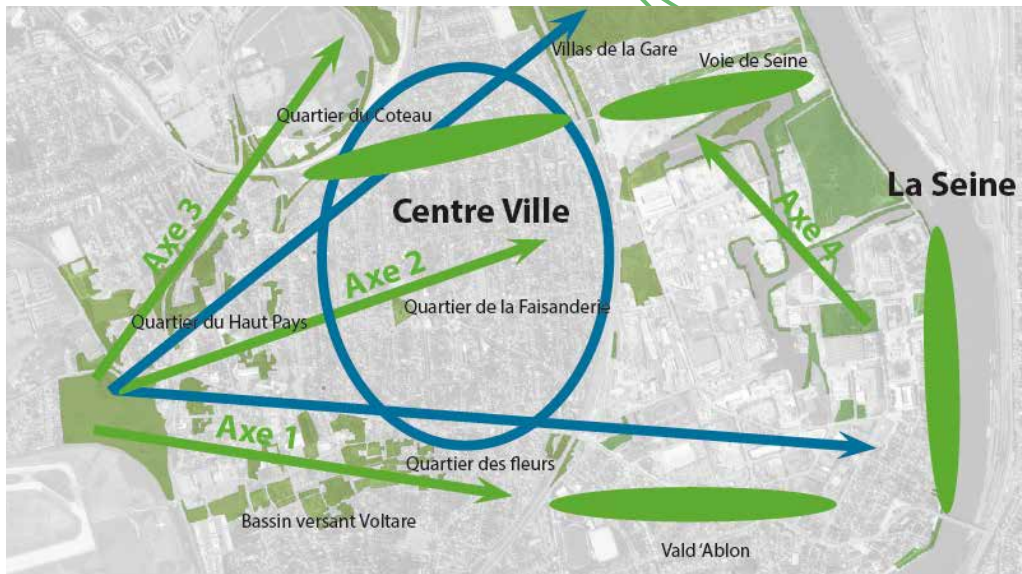 Villas de la Gare
Voie de Seine
Quartier du Coteau
La Seine
Centre Ville
Axe 3
Axe 4
Axe 2
Quartier du Haut Pays
Quartier de la Faisanderie
Axe 1
Quartier des fleurs
Bassin versant Voltare
Vald 'Ablon